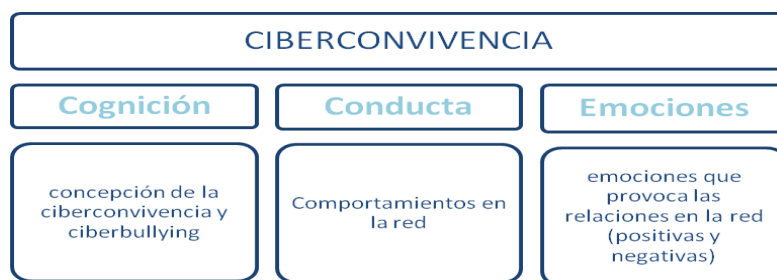 CIBERCONVIVENCIA
Cognición
Conducta
Emociones
concepción de la
ciberconvivencia y
ciberbullying
Comportamientos en
la red
emociones que
provoca las
relaciones en la red
(positivas y
negativas)